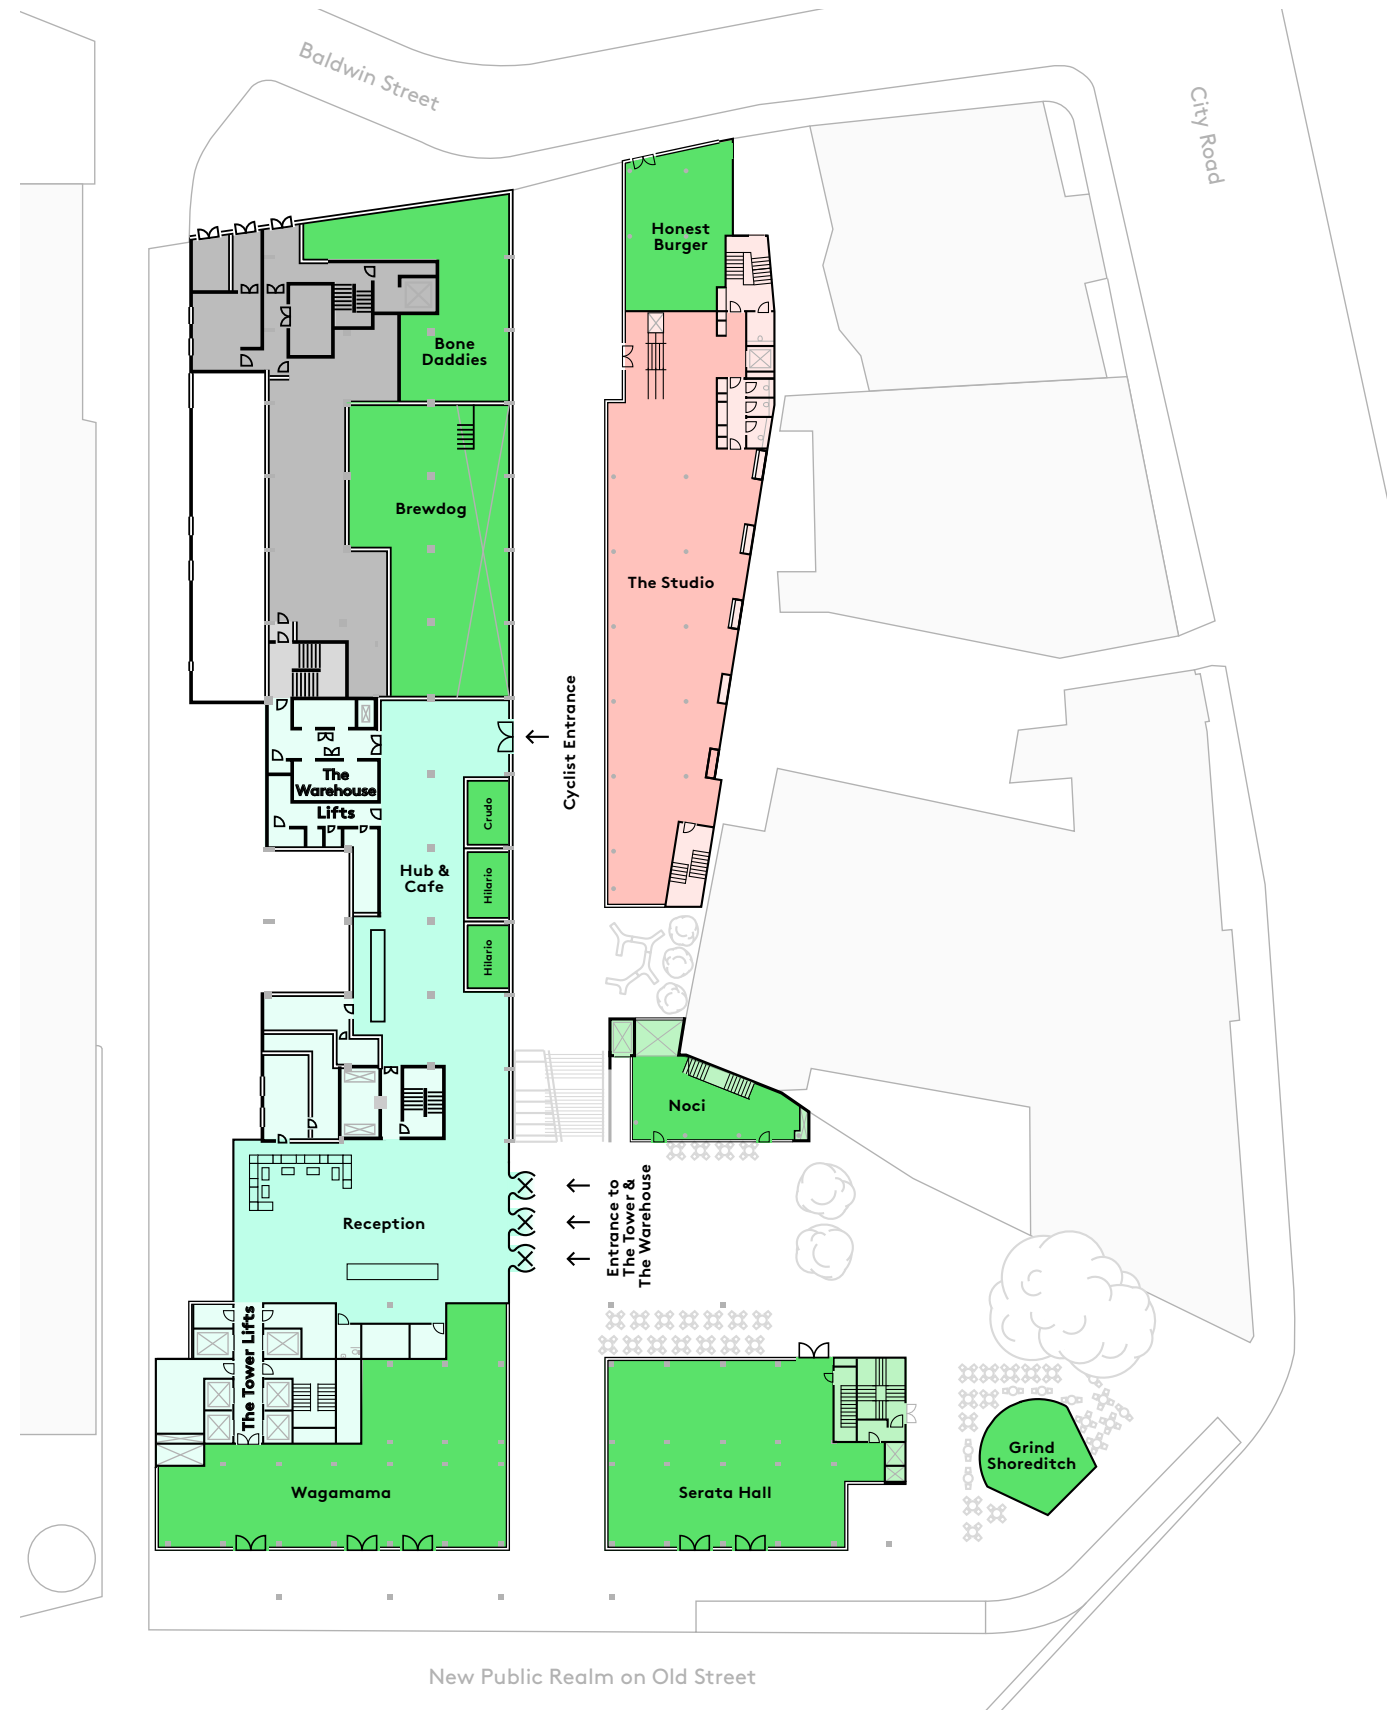 Baldwin Street
City Road
Honest
Burger
Bone
Daddies
Brewdog
The Studio
Cyclist Entrance
The
Warehouse
Lifts
Crudo
Hub &
Cafe
Hilario
Hilario
Noci
Entrance to
The Tower &
The Warehouse
Reception
The Tower Lifts
Grind
Shoreditch
Wagamama
Serata Hall
New Public Realm on Old Street